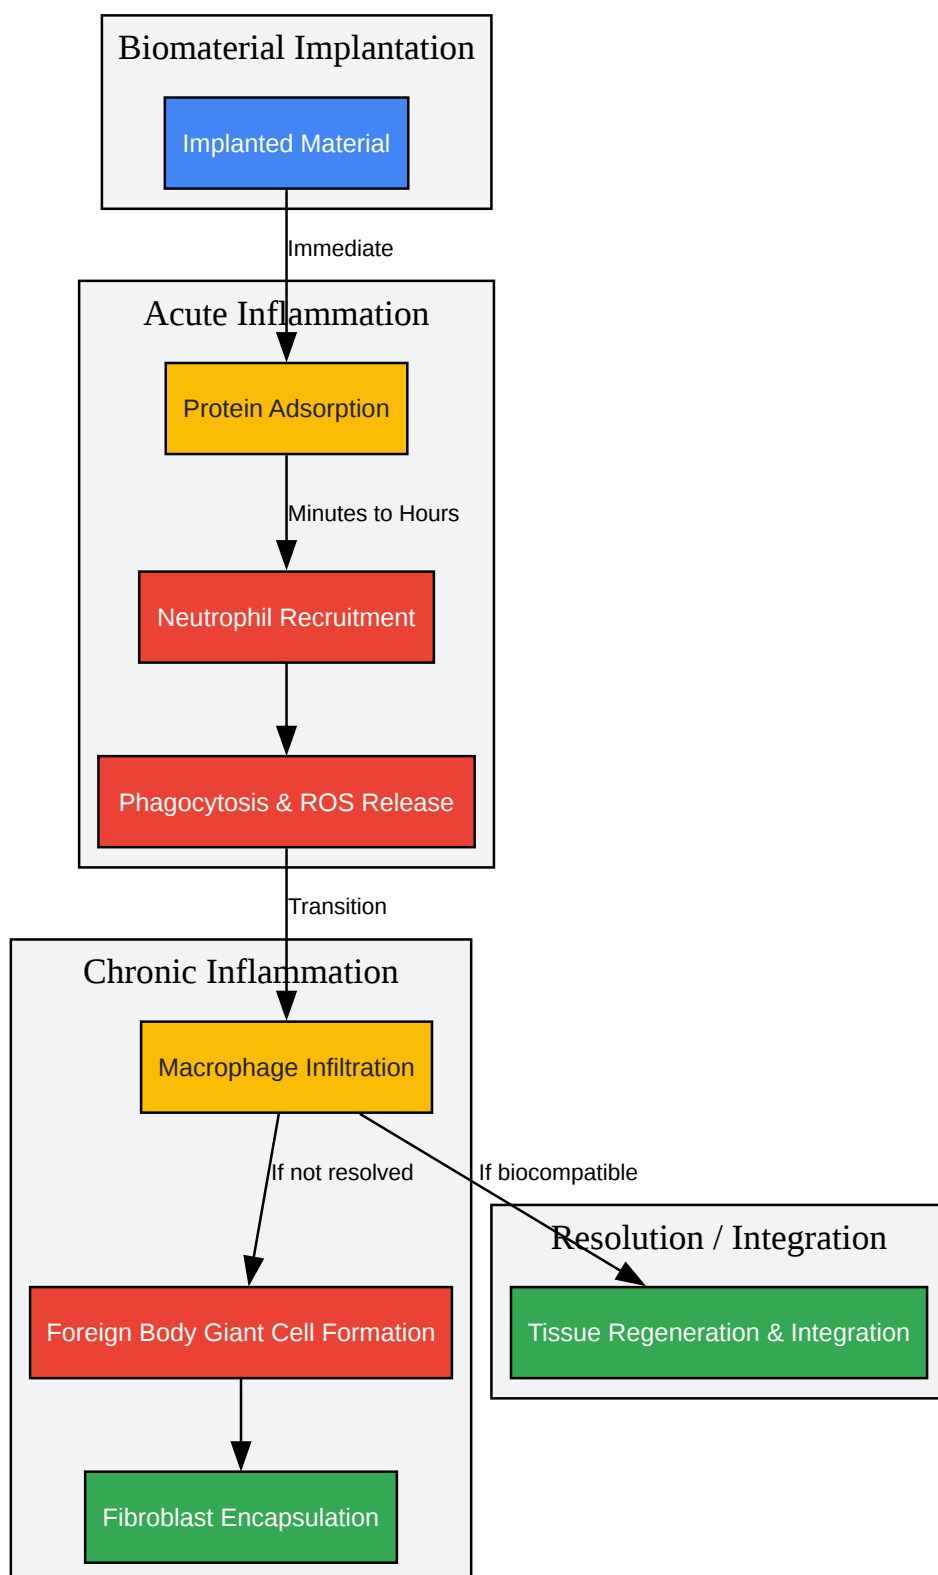 Biomaterial Implantation
Implanted Material
Immediate
Acute Inflammation
Protein Adsorption
Minutes to Hours
Neutrophil Recruitment
Phagocytosis & ROS Release
Transition
Chronic Inflammation
Macrophage Infiltration
If not resolved
If biocompatible
Resolution / Integration
Foreign Body Giant Cell Formation
Tissue Regeneration & Integration
Fibroblast Encapsulation